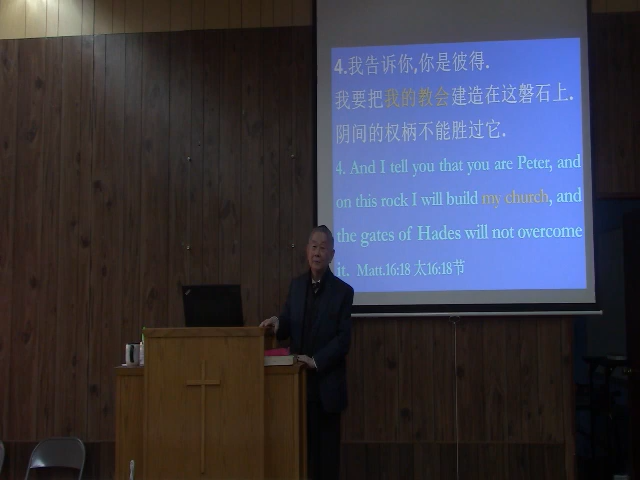 4.我告诉你,你是彼得.
我要把我的教会建造在这磐石上.
阴间的权柄不能胜过它.
4. And I tell you that you are Peter, and
on this rock I will build my church, and
the gates of Hades will not overcome
it. Matt.16:18 太16:18节